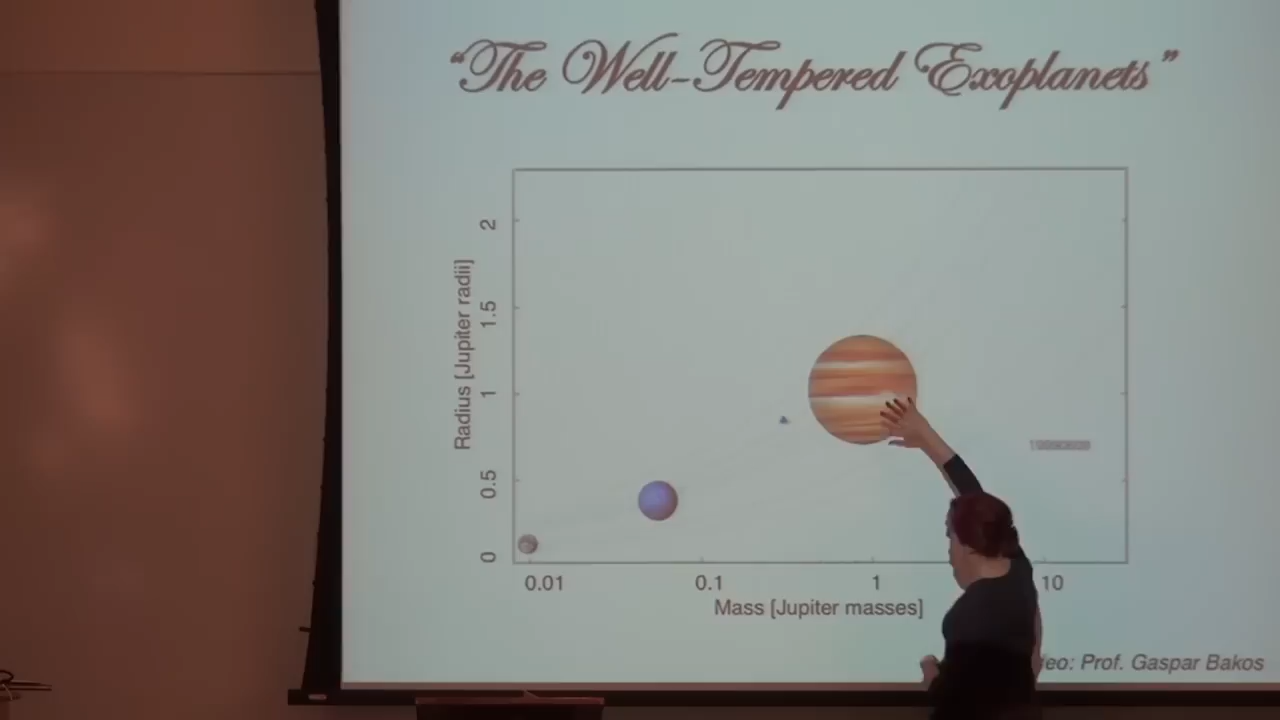 “The Well-Tempered Exoplanets”
Radius [Jupiter radii]
2
1.5
1
0.5
0
0.01 0.1 1 10
Mass [Jupiter masses]
Prof. Gaspar Bakos